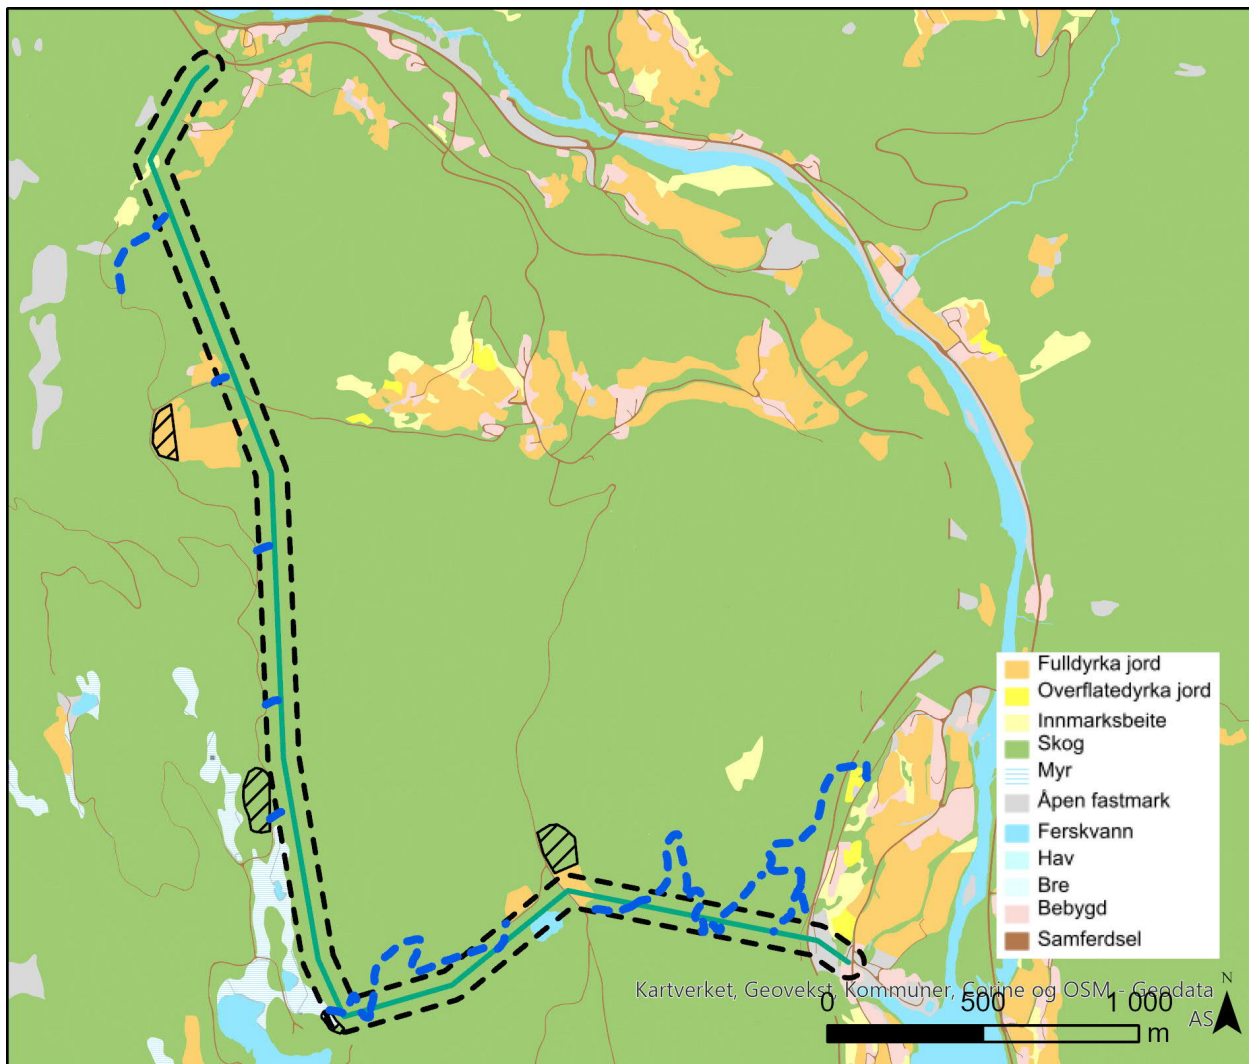 Fulldyrka jord
Overflatedyrka jord
Innmarksbeite
Skog
Myr
Åpen fastmark
Ferskvann
Hav
Bre
Bebygd
Samferdsel
Kartverket, Geovekst, Kommuner, Corine og OSM - Geodata
AS
N
0 500 1 000
m